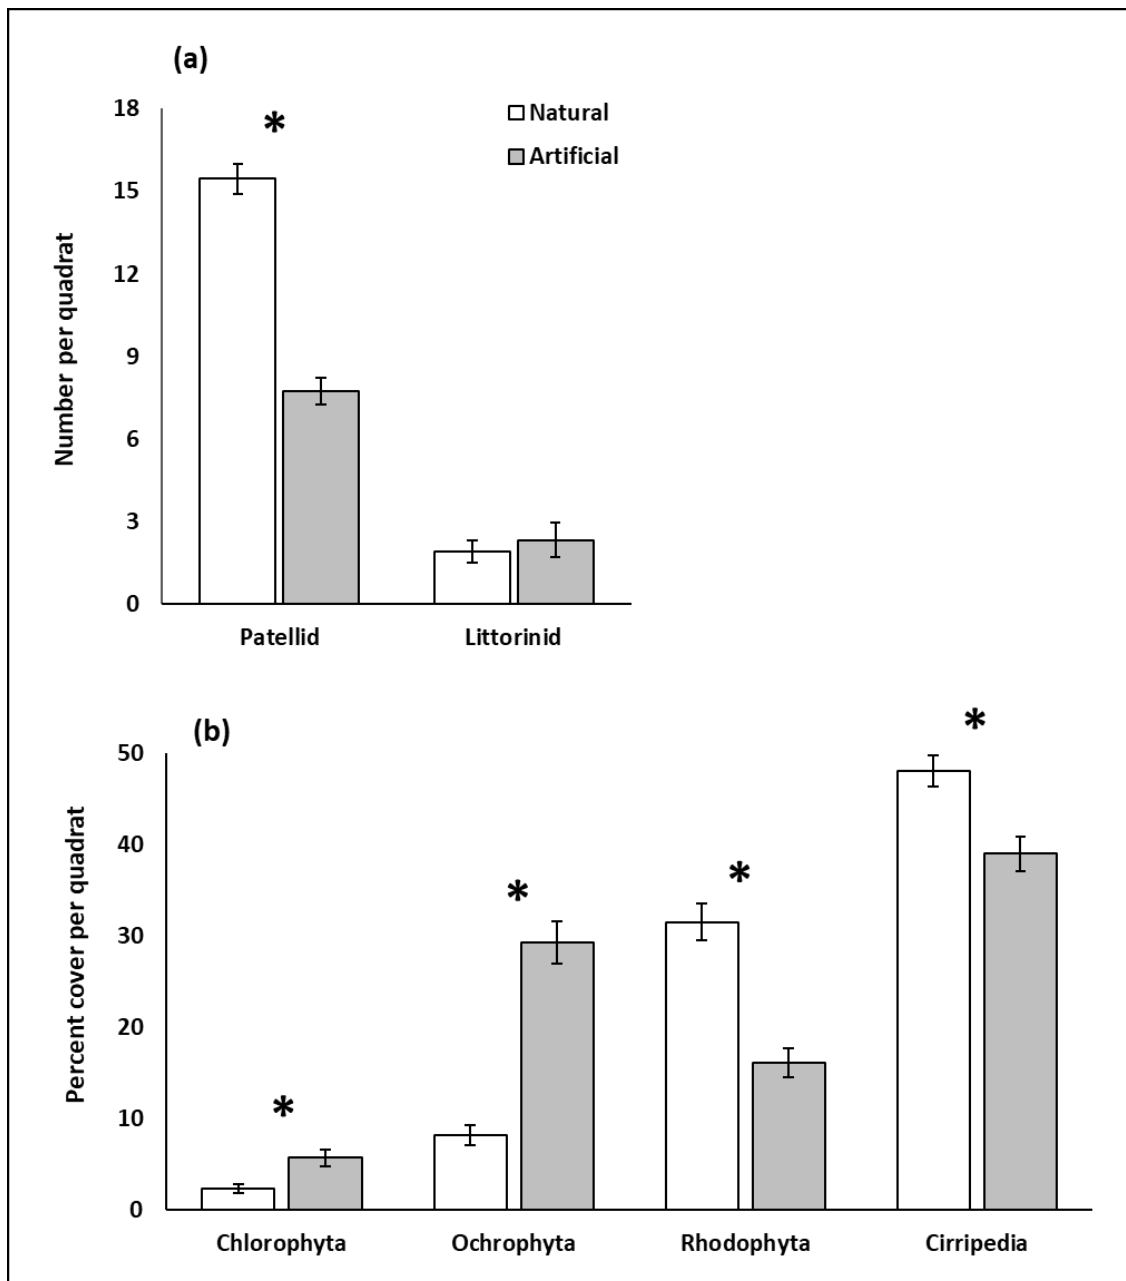 (a)
18
15
12
9
6
3
0
Number per quadrat
*
Natural
Artificial
Patellid
Littorinid
(b)
50
40
30
20
10
0
Percent cover per quadrat
*
*
*
*
Chlorophyta
Ochrophyta
Rhodophyta
Cirripedia